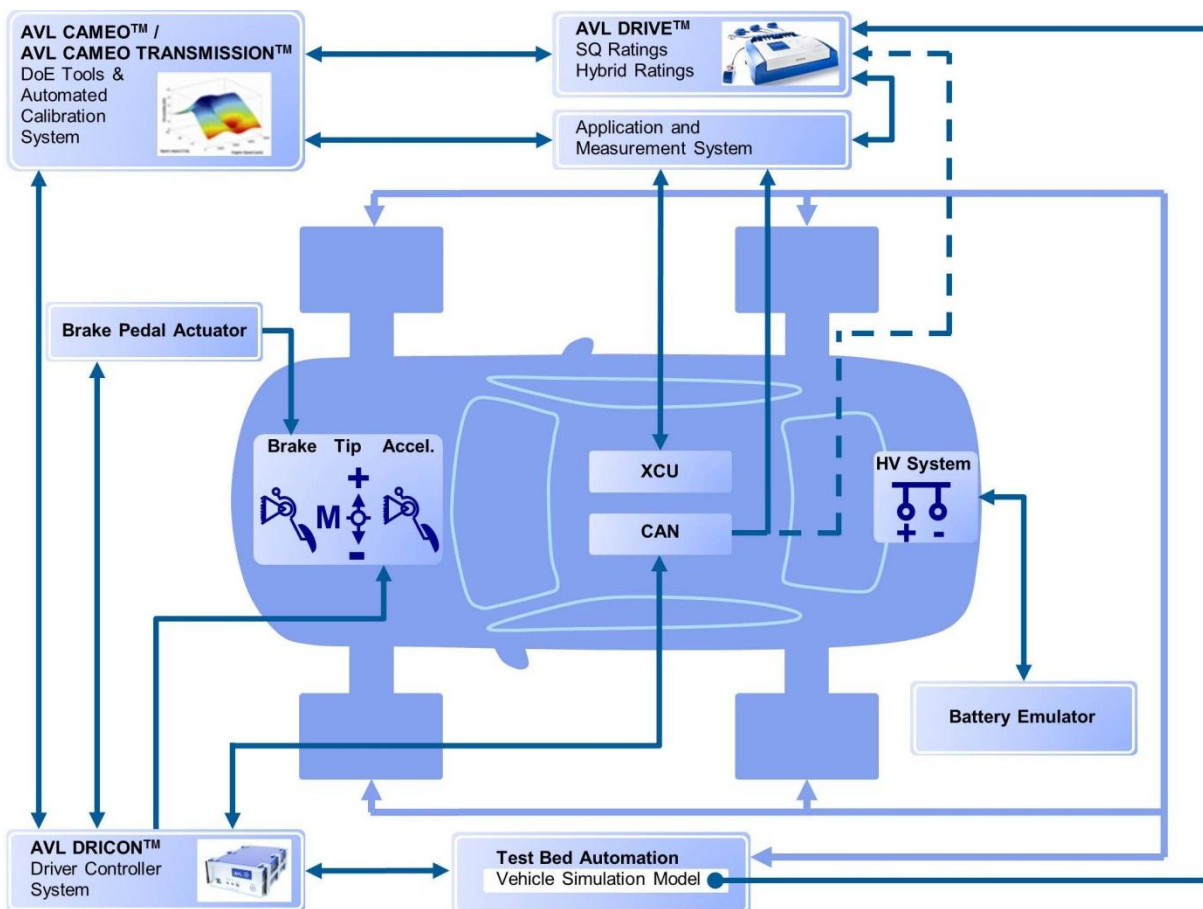 AVL CAMEO™ /
AVL CAMEO TRANSMISSION™
DoE Tools &
Automated
Calibration
System
AVL DRIVE™
SQ Ratings
Hybrid Ratings
Application and
Measurement System
Brake Pedal Actuator
Brake Tip Accel.
+
M
-
XCU
CAN
HV System
+ -
Battery Emulator
AVL DRICON™
Driver Controller
System
AVL
Test Bed Automation
Vehicle Simulation Model